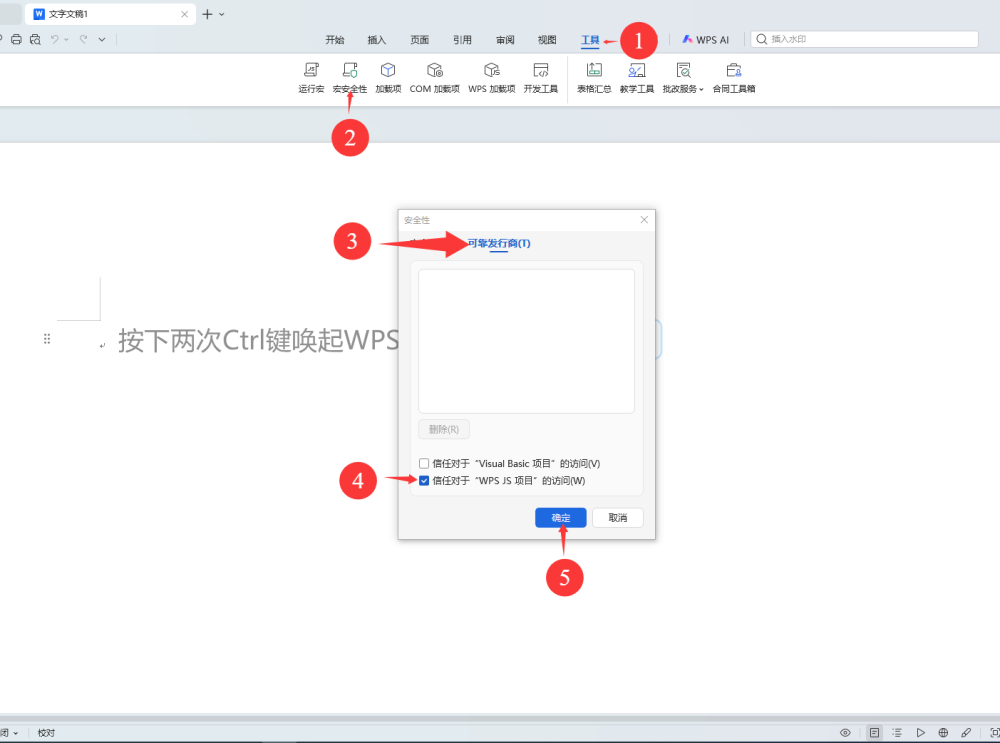 文字文稿1
开始 插入 页面 引用 审阅 视图 工具 1 WPS AI 插入水印
运行宏 宏安全性 加载项 COM 加载项 WPS 加载项 开发工具 表格汇总 教学工具 批改服务 合同工具箱
2
安全性
3 可靠发行商(T)
按下两次Ctrl键唤起WPS
删除(R)
信任对于“Visual Basic 项目”的访问(V)
4 信任对于“WPS JS 项目”的访问(W)
确定 取消
5
闭 校对